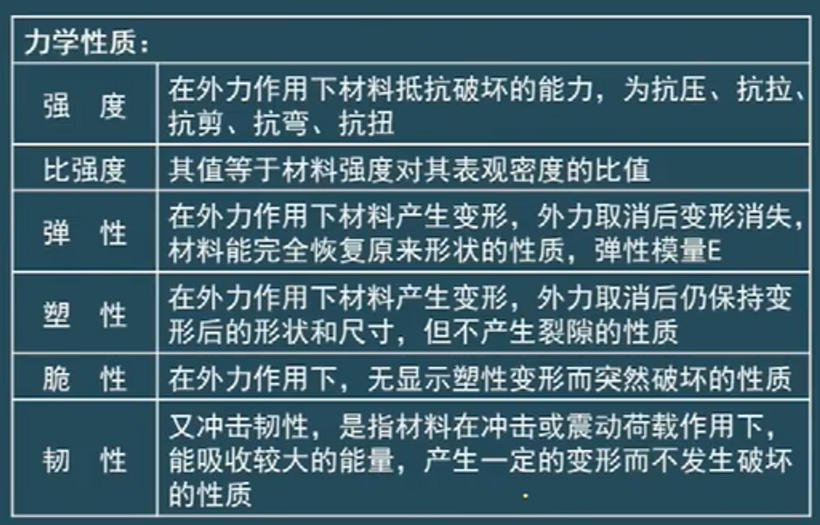 力学性质：
强 度
在外力作用下材料抵抗破坏的能力，为抗压、抗拉、
抗剪、抗弯、抗扭
比强度
其值等于材料强度对其表观密度的比值
弹 性
在外力作用下材料产生变形，外力取消后变形消失，
材料能完全恢复原来形状的性质，弹性模量E
塑 性
在外力作用下材料产生变形，外力取消后仍保持变
形后的形状和尺寸，但不产生裂隙的性质
脆 性
在外力作用下，无显示塑性变形而突然破坏的性质
韧 性
又冲击韧性，是指材料在冲击或震动荷载作用下，
能吸收较大的能量，产生一定的变形而不发生破坏
的性质